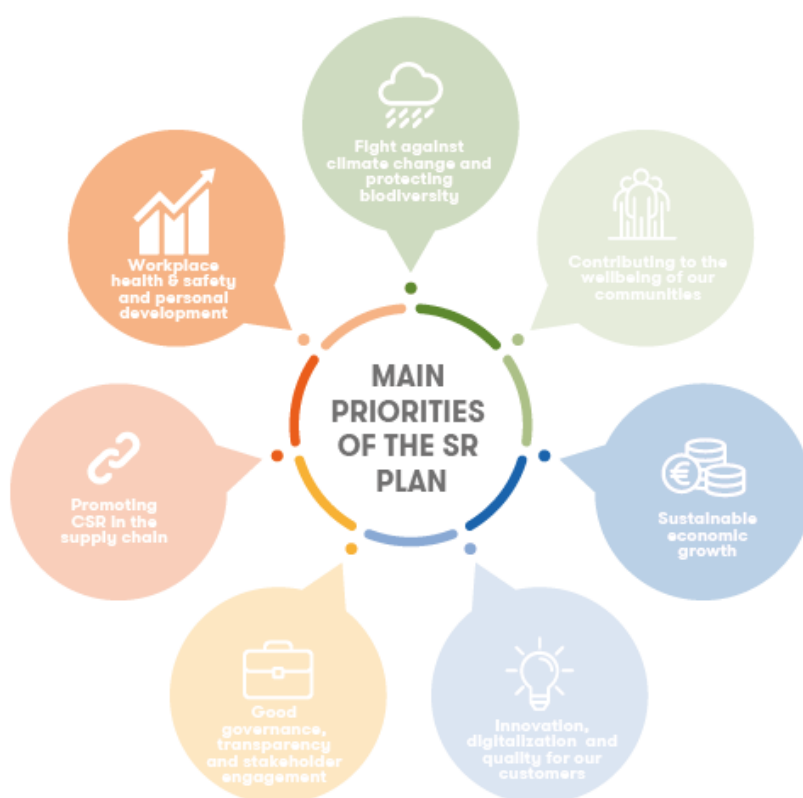 Fight against
climate change and
protecting
biodiversity
Contributing to the
wellbeing of our
communities
Sustainable
economic
growth
Innovation,
digitalization and
quality for our
customers
Good
governance,
transparency
and stakeholder
engagement
Promoting
CSR in the
supply chain
Workplace
health & safety
and personal
development
MAIN
PRIORITIES
OF THE SR
PLAN
€